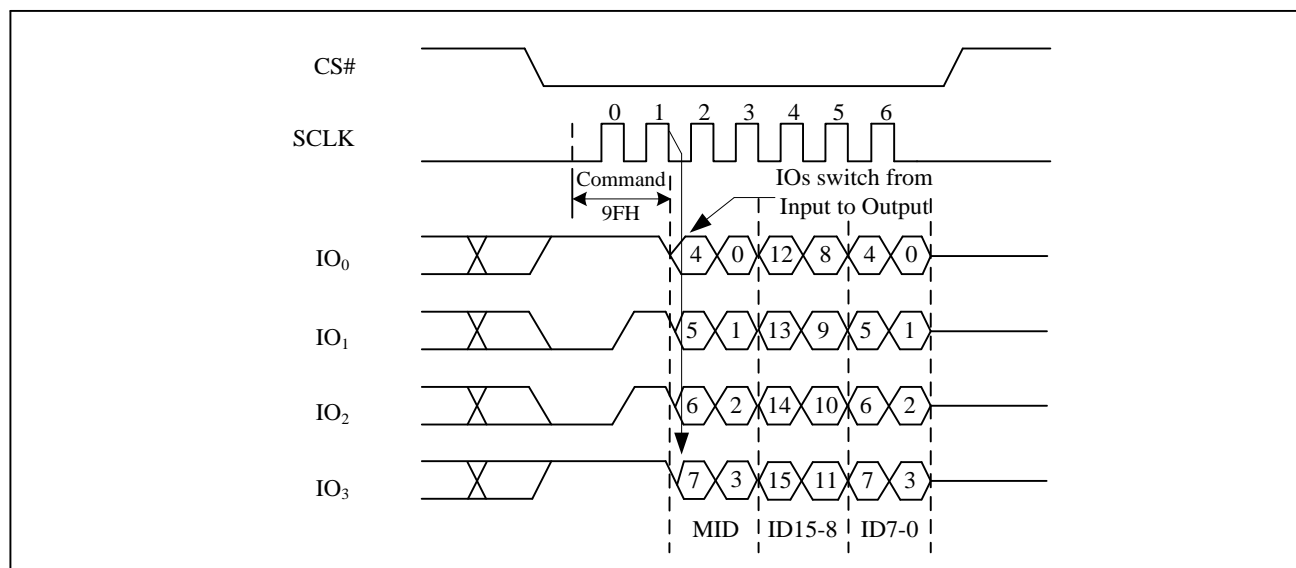 CS#
0 1 2 3 4 5 6
SCLK
Command
9FH
IOs switch from
Input to Output
IO₀ 4 0 12 8 4 0
IO₁ 5 1 13 9 5 1
IO₂ 6 2 14 10 6 2
IO₃ 7 3 15 11 7 3
MID ID15-8 ID7-0